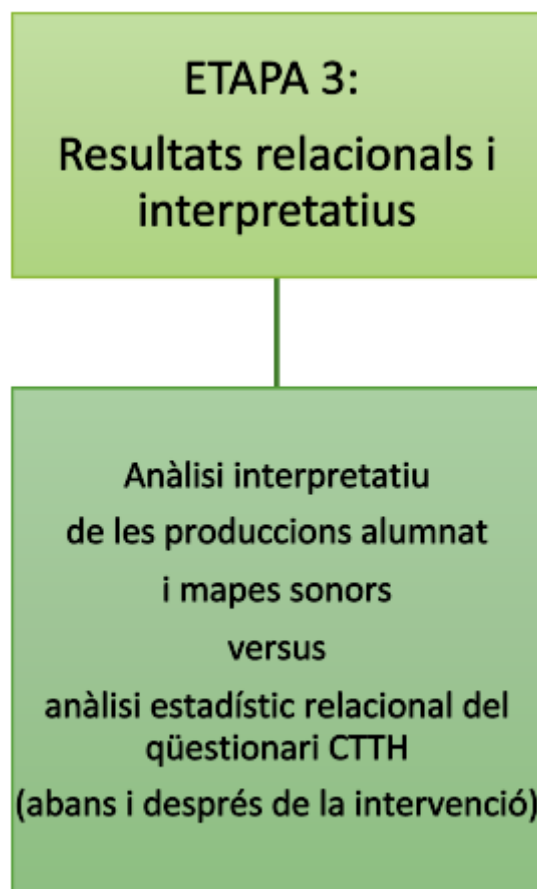 ETAPA 3:
Resultats relacionals i
interpretatius
Anàlisi interpretatiu
de les produccions alumnat
i mapes sonors
versus
anàlisi estadístic relacional del
qüestionari CTTH
(abans i després de la intervenció)